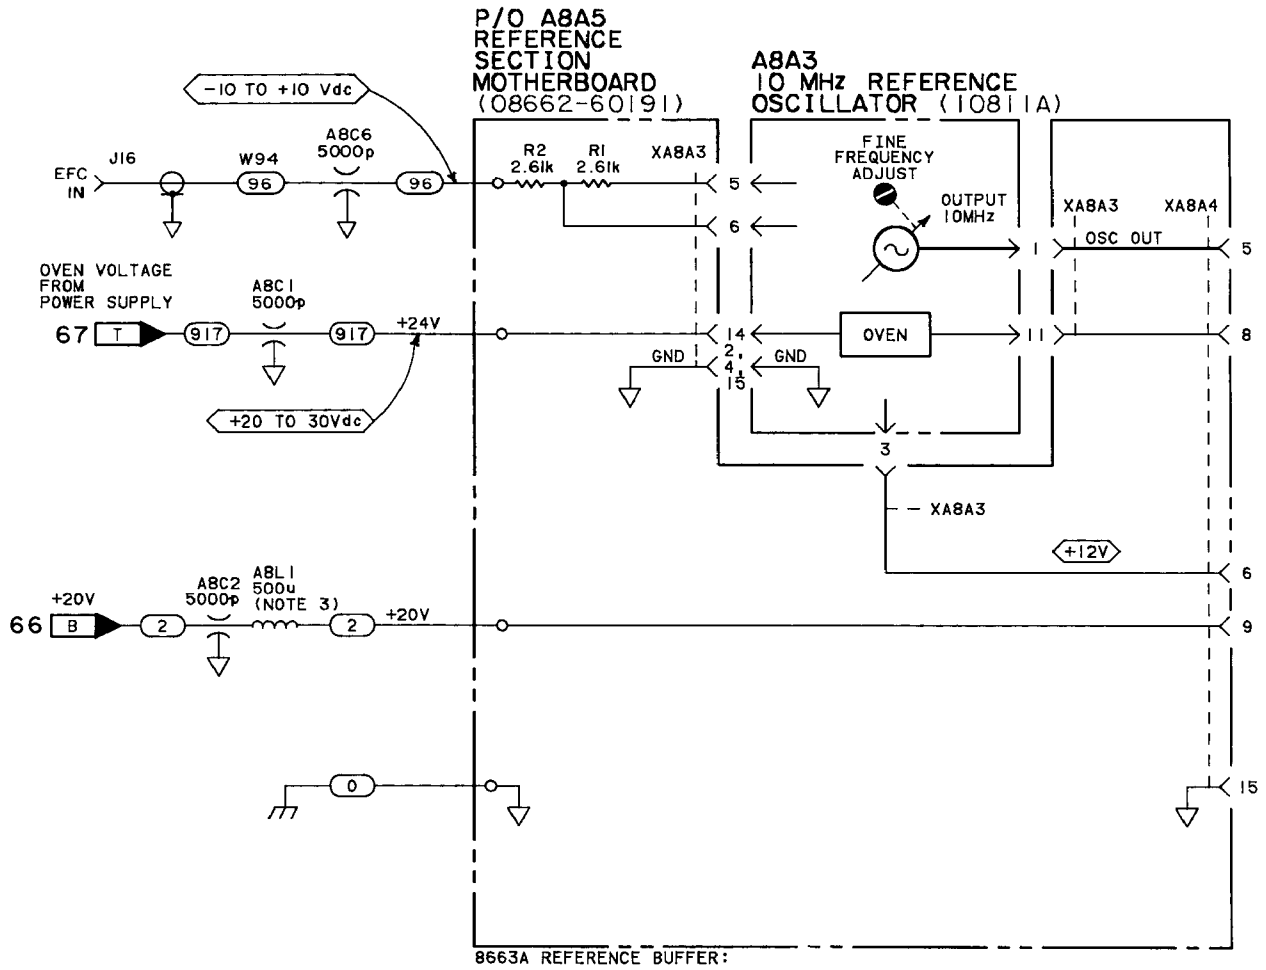 P/O A8A5
REFERENCE
SECTION
MOTHERBOARD
(08662-60191)
A8A3
10 MHz REFERENCE
OSCILLATOR (10811A)
-10 TO +10 Vdc
EFC
IN
J16
W94
96
A8C6
5000p
96
R2
2.61k
R1
2.61k
XA8A3
5
6
FINE
FREQUENCY
ADJUST
OUTPUT
10MHz
1
XA8A3
XA8A4
OSC OUT
5
OVEN VOLTAGE
FROM
POWER SUPPLY
67
T
917
A8C1
5000p
917
+24V
14
OVEN
11
8
GND
2,
4,
15
GND
+20 TO 30Vdc
3
XA8A3
+12V
6
66
+20V
B
2
A8C2
5000p
A8L1
500u
(NOTE 3)
2
+20V
9
0
15
8663A REFERENCE BUFFER: